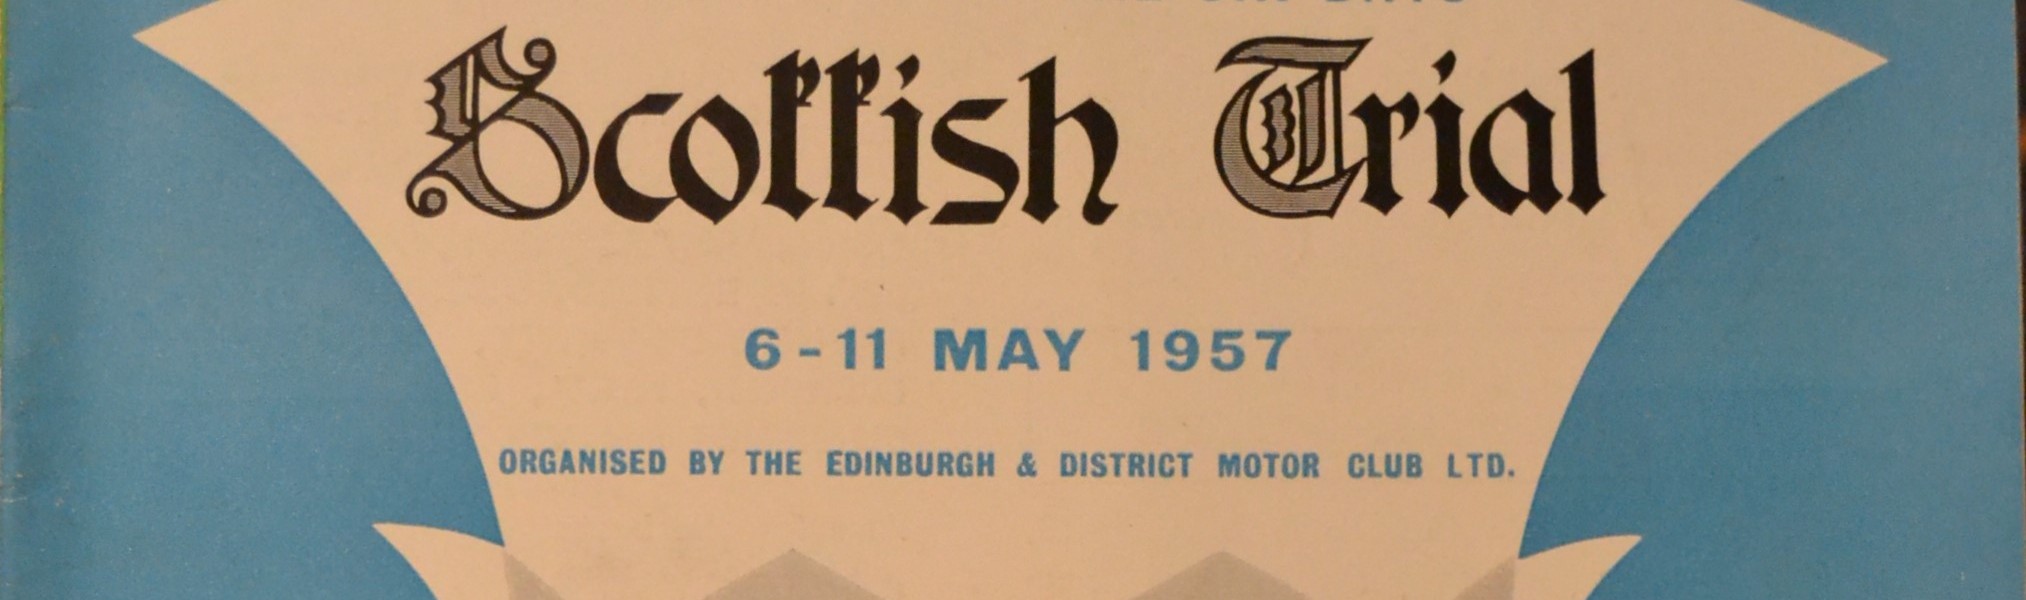 Scottish Trial
6-11 MAY 1957
ORGANISED BY THE EDINBURGH & DISTRICT MOTOR CLUB LTD.